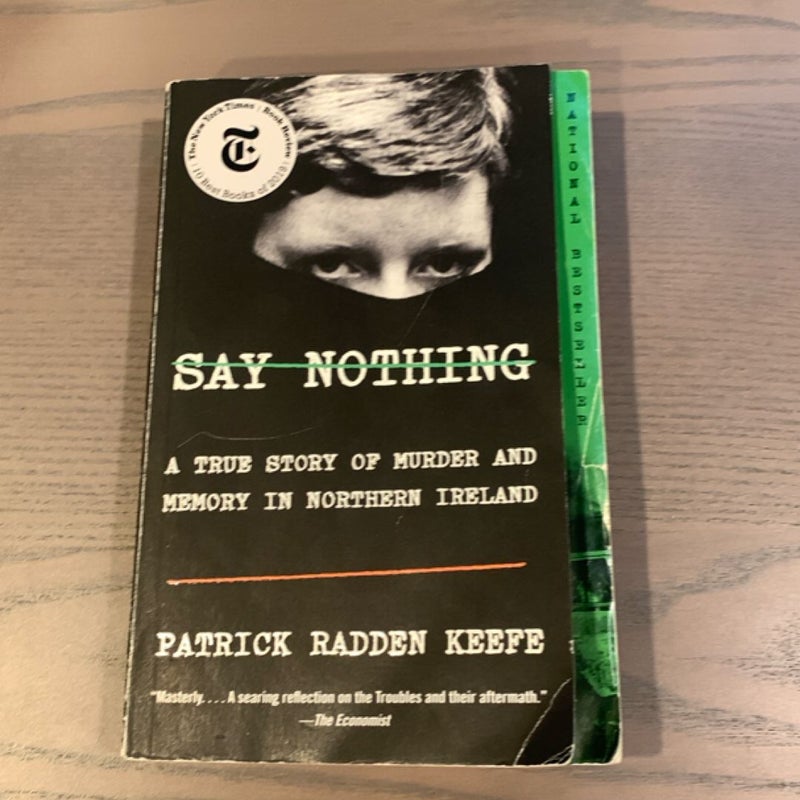 The New York Times Book Review
T
10 Best Books of 2019
NATIONAL BESTSELLER
SAY NOTHING
A TRUE STORY OF MURDER AND
MEMORY IN NORTHERN IRELAND
PATRICK RADDEN KEEFE
"Masterly. . . . A searing reflection on the Troubles and their aftermath."
—The Economist